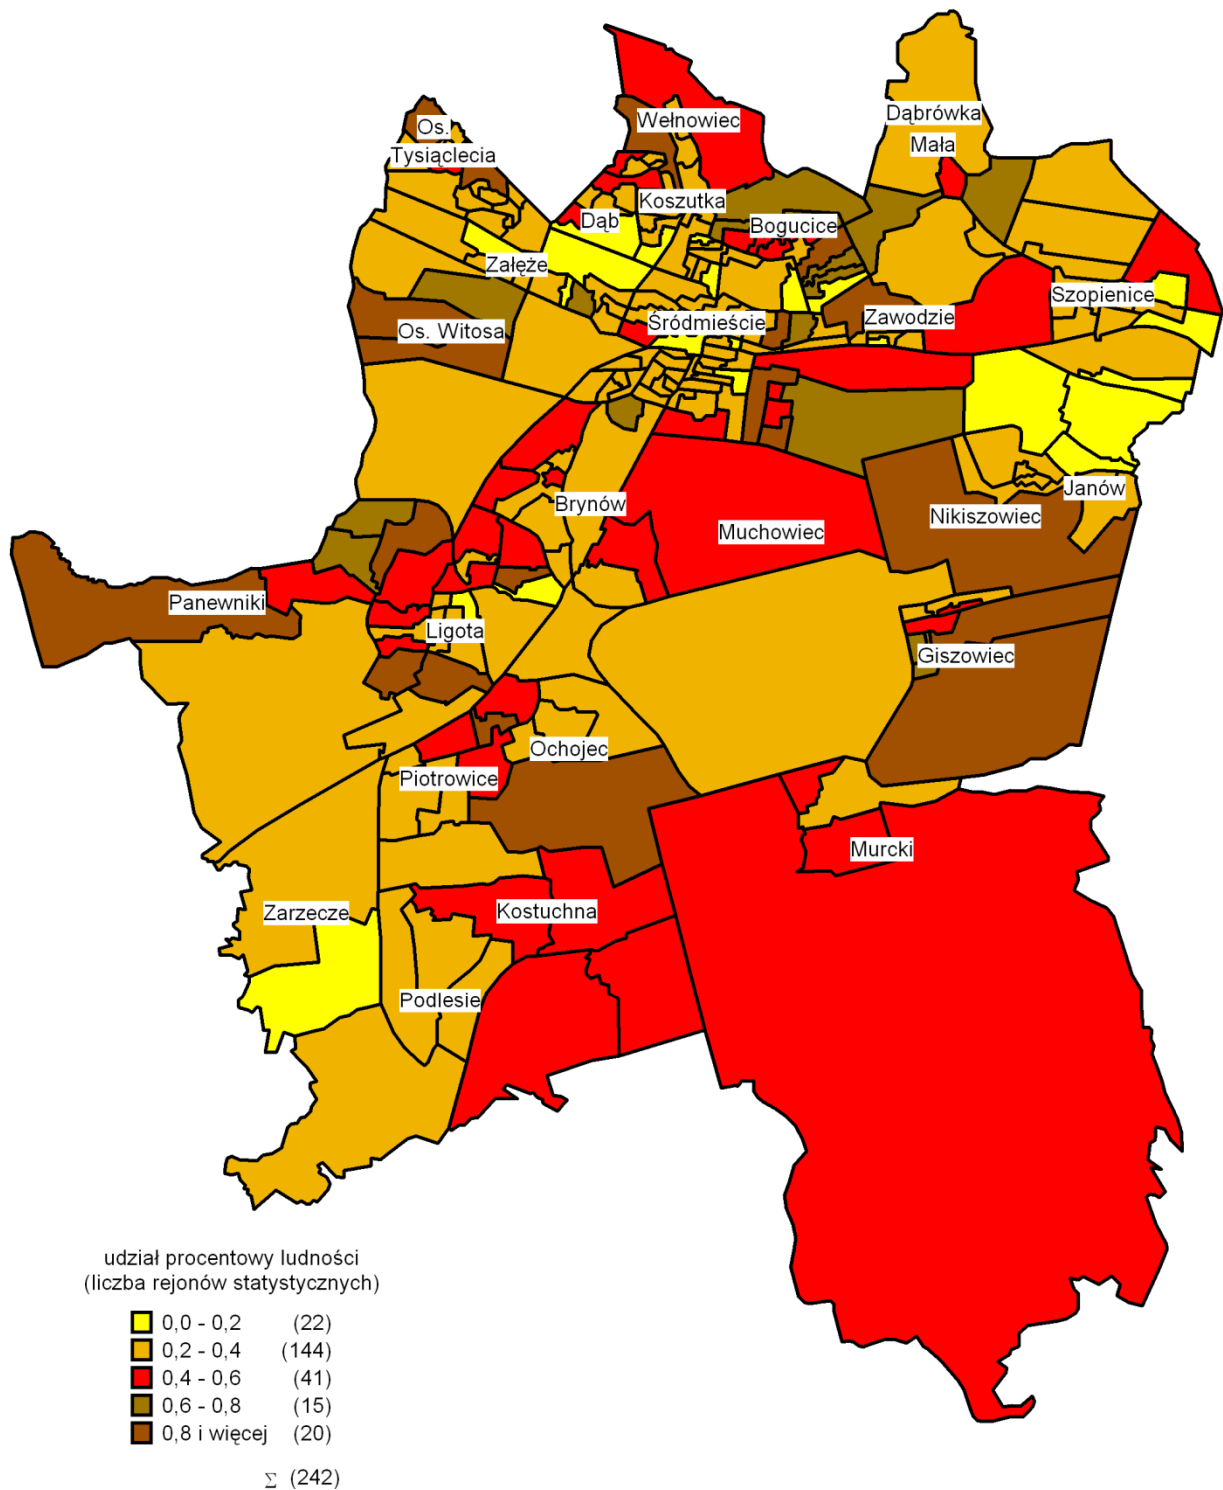 Dąbrówka
Mała
Wełnowiec
Os.
Tysiąclecia
Koszutka
Dąb
Bogucice
Załęże
Szopienice
Os. Witosa
Śródmieście
Zawodzie
Janów
Brynów
Nikiszowiec
Muchowiec
Panewniki
Ligota
Giszowiec
Ochojec
Piotrowice
Murcki
Zarzecze
Kostuchna
Podlesie
udział procentowy ludności
(liczba rejonów statystycznych)
0,0 - 0,2 (22)
0,2 - 0,4 (144)
0,4 - 0,6 (41)
0,6 - 0,8 (15)
0,8 i więcej (20)
Σ (242)